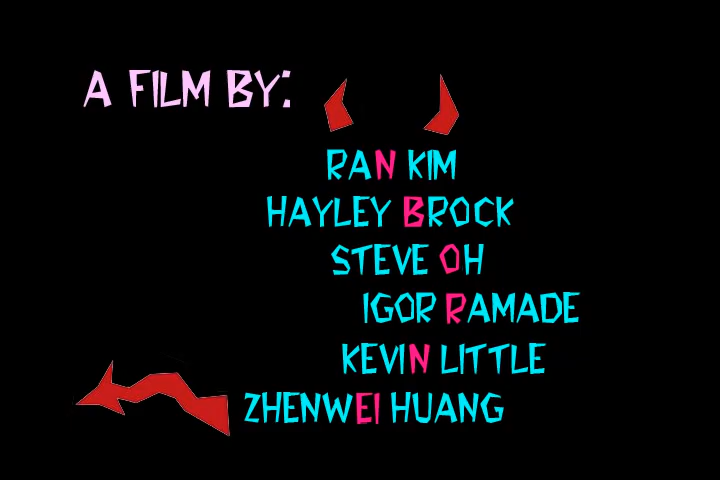 A FILM BY:
RAN KIM
HAYLEY BROCK
STEVE OH
IGOR RAMADE
KEVIN LITTLE
ZHENWEI HUANG